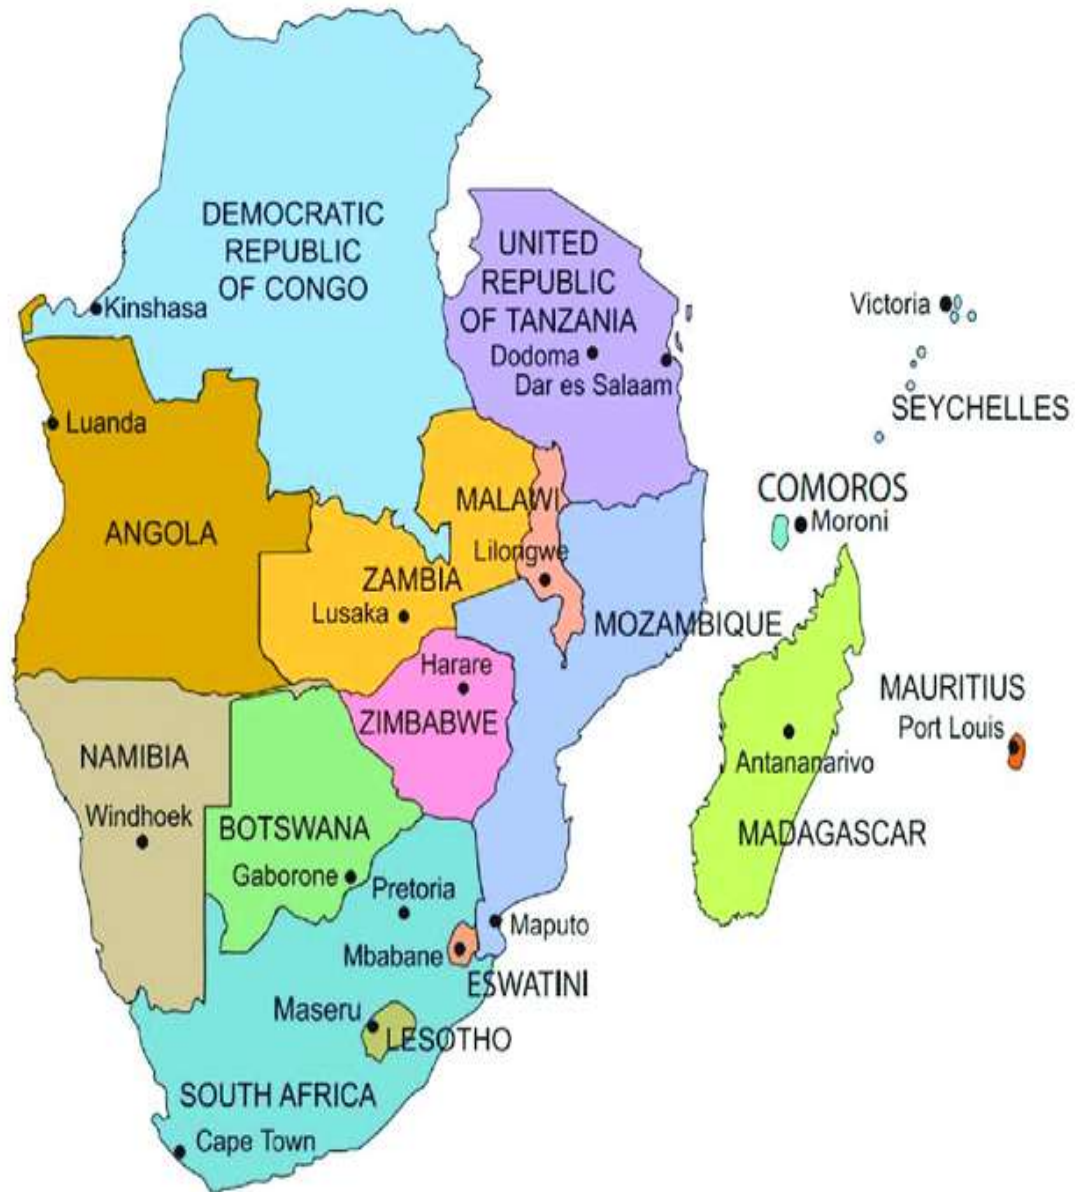 DEMOCRATIC
REPUBLIC
OF CONGO
Kinshasa
UNITED
REPUBLIC
OF TANZANIA
Dodoma
Dar es Salaam
Victoria
SEYCHELLES
Luanda
ANGOLA
MALAWI
Lilongwe
COMOROS
Moroni
ZAMBIA
Lusaka
MOZAMBIQUE
Harare
ZIMBABWE
MAURITIUS
Port Louis
NAMIBIA
Windhoek
Antananarivo
MADAGASCAR
BOTSWANA
Gaborone
Pretoria
Maputo
Mbabane
ESWATINI
Maseru
LESOTHO
SOUTH AFRICA
Cape Town